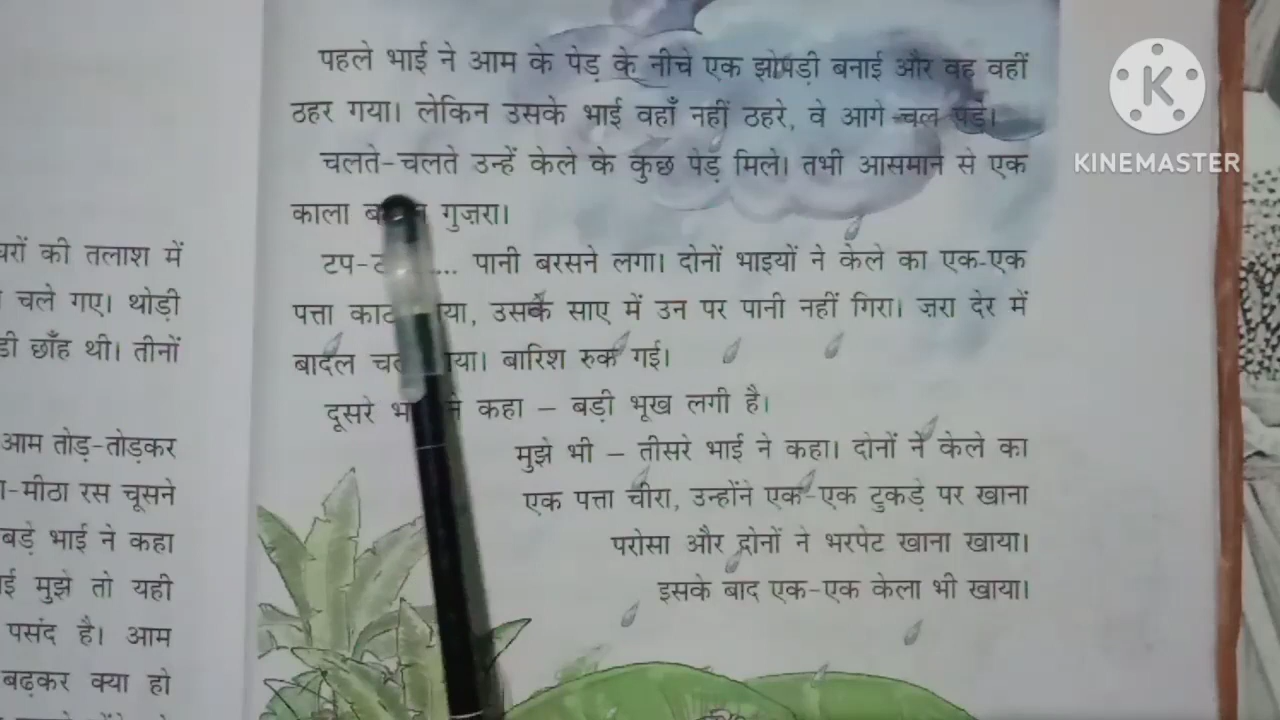 पहले भाई ने आम के पेड़ के नीचे एक झोंपड़ी बनाई और वह वहीं
ठहर गया। लेकिन उसके भाई वहाँ नहीं ठहरे, वे आगे चल पड़े।
चलते-चलते उन्हें केले के कुछ पेड़ मिले। तभी आसमान से एक
काला गुज़रा।
टप- .... पानी बरसने लगा। दोनों भाइयों ने केले का एक-एक
पत्ता उसके साए में उन पर पानी नहीं गिरा। ज़रा देर में
बादल बारिश रुक गई।
दूसरे ने कहा – बड़ी भूख लगी है।
मुझे भी – तीसरे भाई ने कहा। दोनों ने केले का
एक पत्ता चीरा, उन्होंने एक-एक टुकड़े पर खाना
परोसा और दोनों ने भरपेट खाना खाया।
इसके बाद एक-एक केला भी खाया।
की तलाश में
चले गए। थोड़ी
छाँह थी। तीनों
आम तोड़-तोड़कर
-मीठा रस चूसने
बड़े भाई ने कहा
मुझे तो यही
पसंद है। आम
बढ़कर क्या हो
K
KINEMASTER